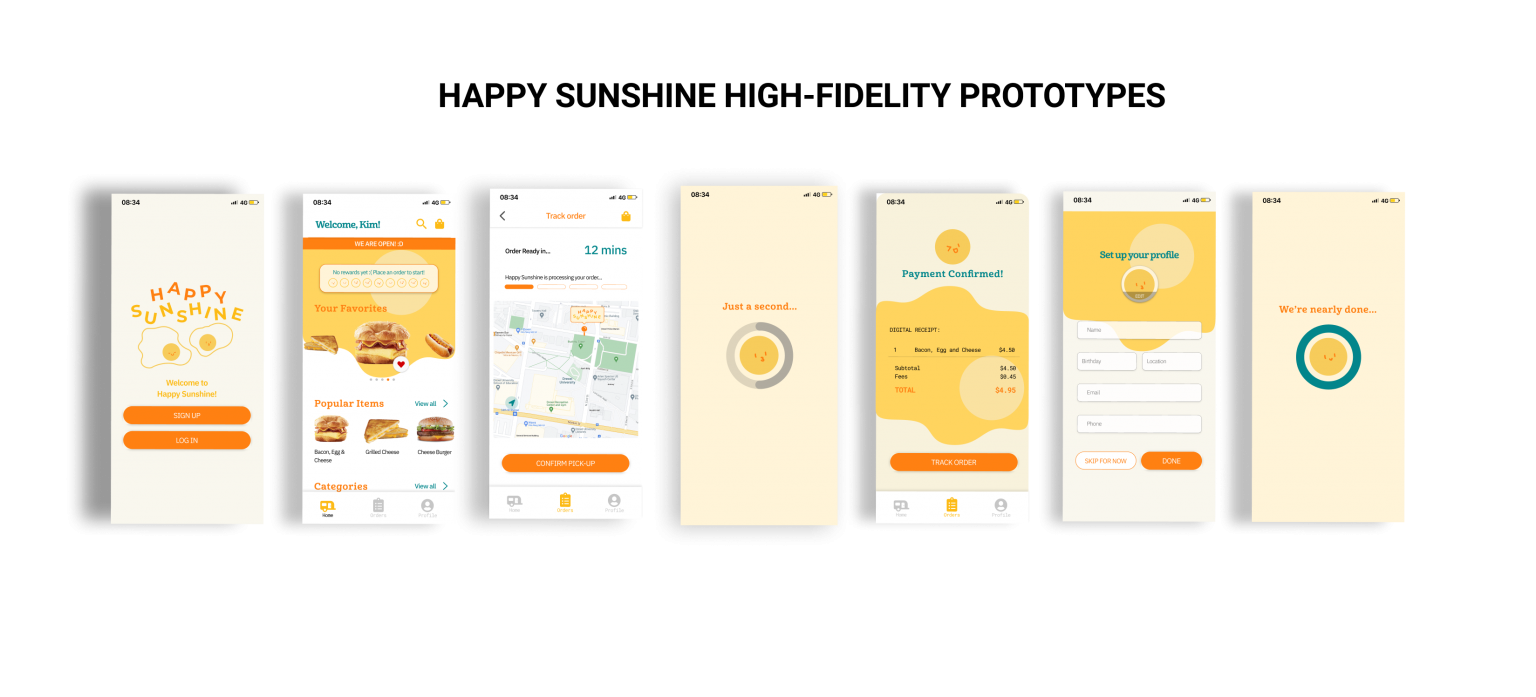 HAPPY SUNSHINE HIGH-FIDELITY PROTOTYPES
08:34
4G
HAPPY
SUNSHINE
Welcome to
Happy Sunshine!
SIGN UP
LOG IN
08:34
4G
Welcome, Kim!
WE ARE OPEN! :D
No rewards yet :( Place an order to start!
Your Favorites
Popular Items
View all
Bacon, Egg &
Cheese
Grilled Cheese
Cheese Burger
Categories
View all
Home
Orders
Profile
08:34
4G
Track order
Order Ready in...
12 mins
Happy Sunshine is processing your order...
HAPPY
SUNSHINE
Google
CONFIRM PICK-UP
Home
Orders
Profile
08:34
4G
Just a second...
08:34
4G
Payment Confirmed!
DIGITAL RECEIPT:
1 Bacon, Egg and Cheese $4.50
Subtotal $4.50
Fees $0.45
TOTAL $4.95
TRACK ORDER
Home
Orders
Profile
08:34
4G
Set up your profile
Name
Birthday
Location
Email
Phone
SKIP FOR NOW
DONE
08:34
4G
We're nearly done...